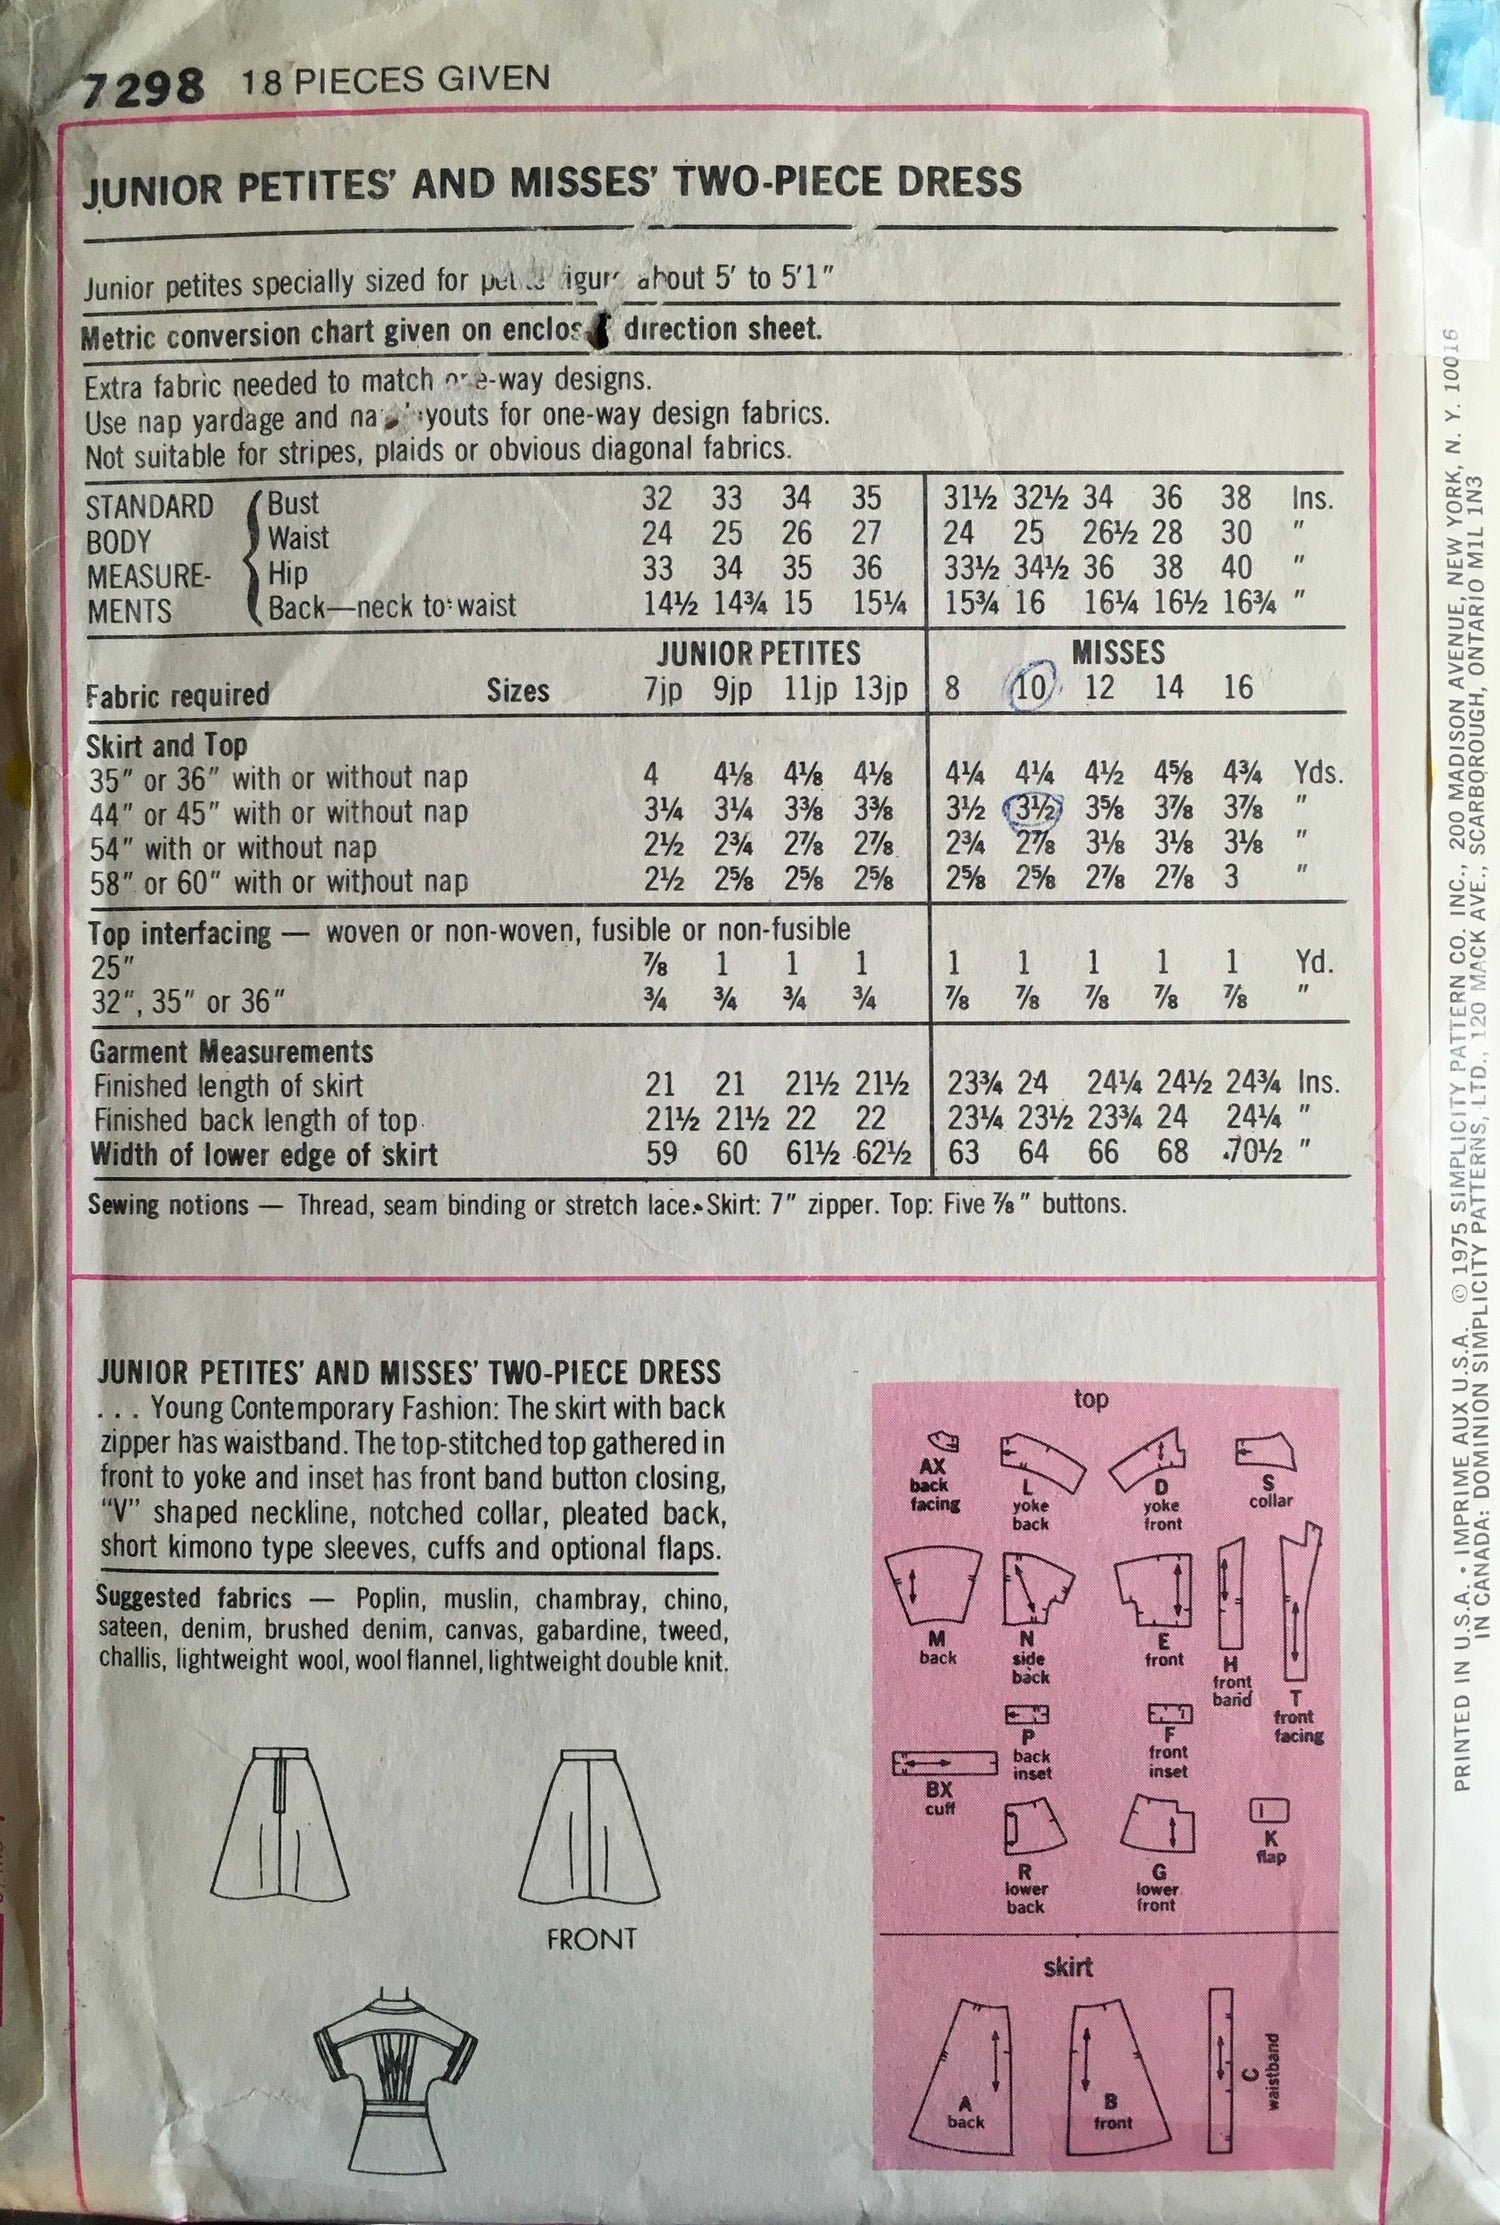 7298 18 PIECES GIVEN
JUNIOR PETITES' AND MISSES' TWO-PIECE DRESS
Junior petites specially sized for about 5' to 5'1"
Metric conversion chart given on direction sheet.
Extra fabric needed to match designs.
Use nap yardage and for one-way design fabrics.
Not suitable for stripes, plaids or obvious diagonal fabrics.
STANDARD BODY MEASURE-MENTS
Bust 32 33 34 35 31½ 32½ 34 36 38 Ins.
Waist 24 25 26 27 24 25 26½ 28 30 "
Hip 33 34 35 36 33½ 34½ 36 38 40 "
Back—neck to waist 14½ 14¾ 15 15¼ 15¾ 16 16¼ 16½ 16¾ "
JUNIOR PETITES MISSES
Fabric required Sizes 7jp 9jp 11jp 13jp 8 10 12 14 16
Skirt and Top
35" or 36" with or without nap 4 4⅛ 4⅛ 4⅛ 4¼ 4¼ 4½ 4⅝ 4¾ Yds.
44" or 45" with or without nap 3¼ 3¼ 3⅜ 3⅜ 3½ 3½ 3⅝ 3⅞ 3⅞ "
54" with or without nap 2½ 2¾ 2⅞ 2⅞ 2¾ 2⅞ 3⅛ 3⅛ 3⅛ "
58" or 60" with or without nap 2½ 2⅝ 2⅝ 2⅝ 2⅝ 2⅝ 2⅞ 2⅞ 3 "
Top interfacing — woven or non-woven, fusible or non-fusible
25" ⅞ 1 1 1 1 1 1 1 1 Yd.
32", 35" or 36" ¾ ¾ ¾ ¾ ⅞ ⅞ ⅞ ⅞ ⅞ "
Garment Measurements
Finished length of skirt 21 21 21½ 21½ 23¾ 24 24¼ 24½ 24¾ Ins.
Finished back length of top 21½ 21½ 22 22 23¼ 23½ 23¾ 24 24¼ "
Width of lower edge of skirt 59 60 61½ 62½ 63 64 66 68 70½ "
Sewing notions — Thread, seam binding or stretch lace. Skirt: 7" zipper. Top: Five ⅞" buttons.
JUNIOR PETITES' AND MISSES' TWO-PIECE DRESS
. . . Young Contemporary Fashion: The skirt with back
zipper has waistband. The top-stitched top gathered in
front to yoke and inset has front band button closing,
"V" shaped neckline, notched collar, pleated back,
short kimono type sleeves, cuffs and optional flaps.
Suggested fabrics — Poplin, muslin, chambray, chino,
sateen, denim, brushed denim, canvas, gabardine, tweed,
challis, lightweight wool, wool flannel, lightweight double knit.
FRONT
top
AX back facing
L yoke back
D yoke front
S collar
M back
N side back
E front
H front band
T front facing
P back inset
F front inset
BX cuff
R lower back
G lower front
K flap
skirt
A back
B front
C waistband
PRINTED IN U.S.A. • IMPRIME AUX U.S.A. © 1975 SIMPLICITY PATTERN CO. INC., 200 MADISON AVENUE, NEW YORK, N. Y. 10016
IN CANADA: DOMINION SIMPLICITY PATTERNS, LTD., 120 MACK AVE., SCARBOROUGH, ONTARIO M1L 1N3